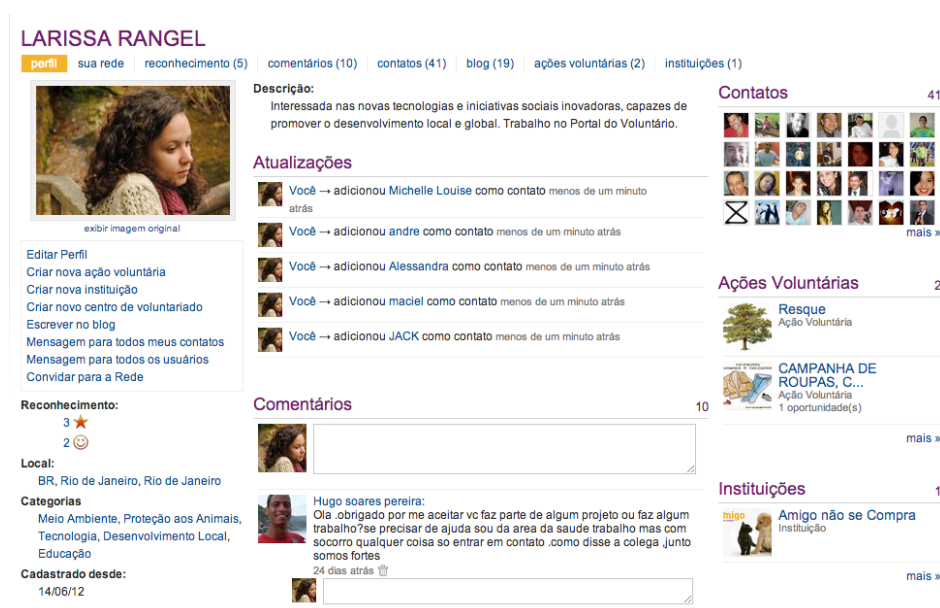 LARISSA RANGEL
perfil sua rede reconhecimento (5) comentários (10) contatos (41) blog (19) ações voluntárias (2) instituições (1)
exibir imagem original
Editar Perfil
Criar nova ação voluntária
Criar nova instituição
Criar novo centro de voluntariado
Escrever no blog
Mensagem para todos meus contatos
Mensagem para todos os usuários
Convidar para a Rede
Reconhecimento:
3
2
Local:
BR, Rio de Janeiro, Rio de Janeiro
Categorias
Meio Ambiente, Proteção aos Animais,
Tecnologia, Desenvolvimento Local,
Educação
Cadastrado desde:
14/06/12
Descrição:
Interessada nas novas tecnologias e iniciativas sociais inovadoras, capazes de
promover o desenvolvimento local e global. Trabalho no Portal do Voluntário.
Atualizações
Você → adicionou Michelle Louise como contato menos de um minuto
atrás
Você → adicionou andre como contato menos de um minuto atrás
Você → adicionou Alessandra como contato menos de um minuto atrás
Você → adicionou maciel como contato menos de um minuto atrás
Você → adicionou JACK como contato menos de um minuto atrás
Comentários 10
Hugo soares pereira:
Ola .obrigado por me aceitar vc faz parte de algum projeto ou faz algum
trabalho?se precisar de ajuda sou da area da saude trabalho mas com
socorro qualquer coisa so entrar em contato .como disse a colega ,junto
somos fortes
24 dias atrás
Contatos 41
mais »
Ações Voluntárias 2
Resque
Ação Voluntária
CAMPANHA DE
ROUPAS, C...
Ação Voluntária
1 oportunidade(s)
mais »
Instituições 1
migo
Amigo não se Compra
Instituição
mais »